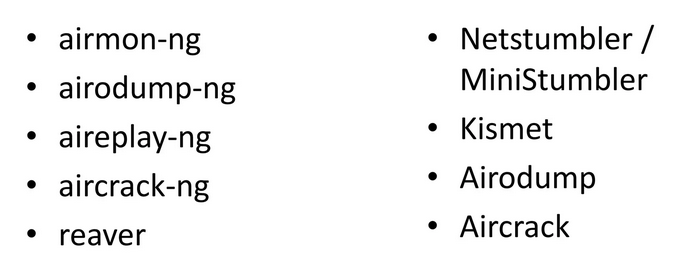 • airmon-ng
• airodump-ng
• aireplay-ng
• aircrack-ng
• reaver
• Netstumbler /
MiniStumbler
• Kismet
• Airodump
• Aircrack